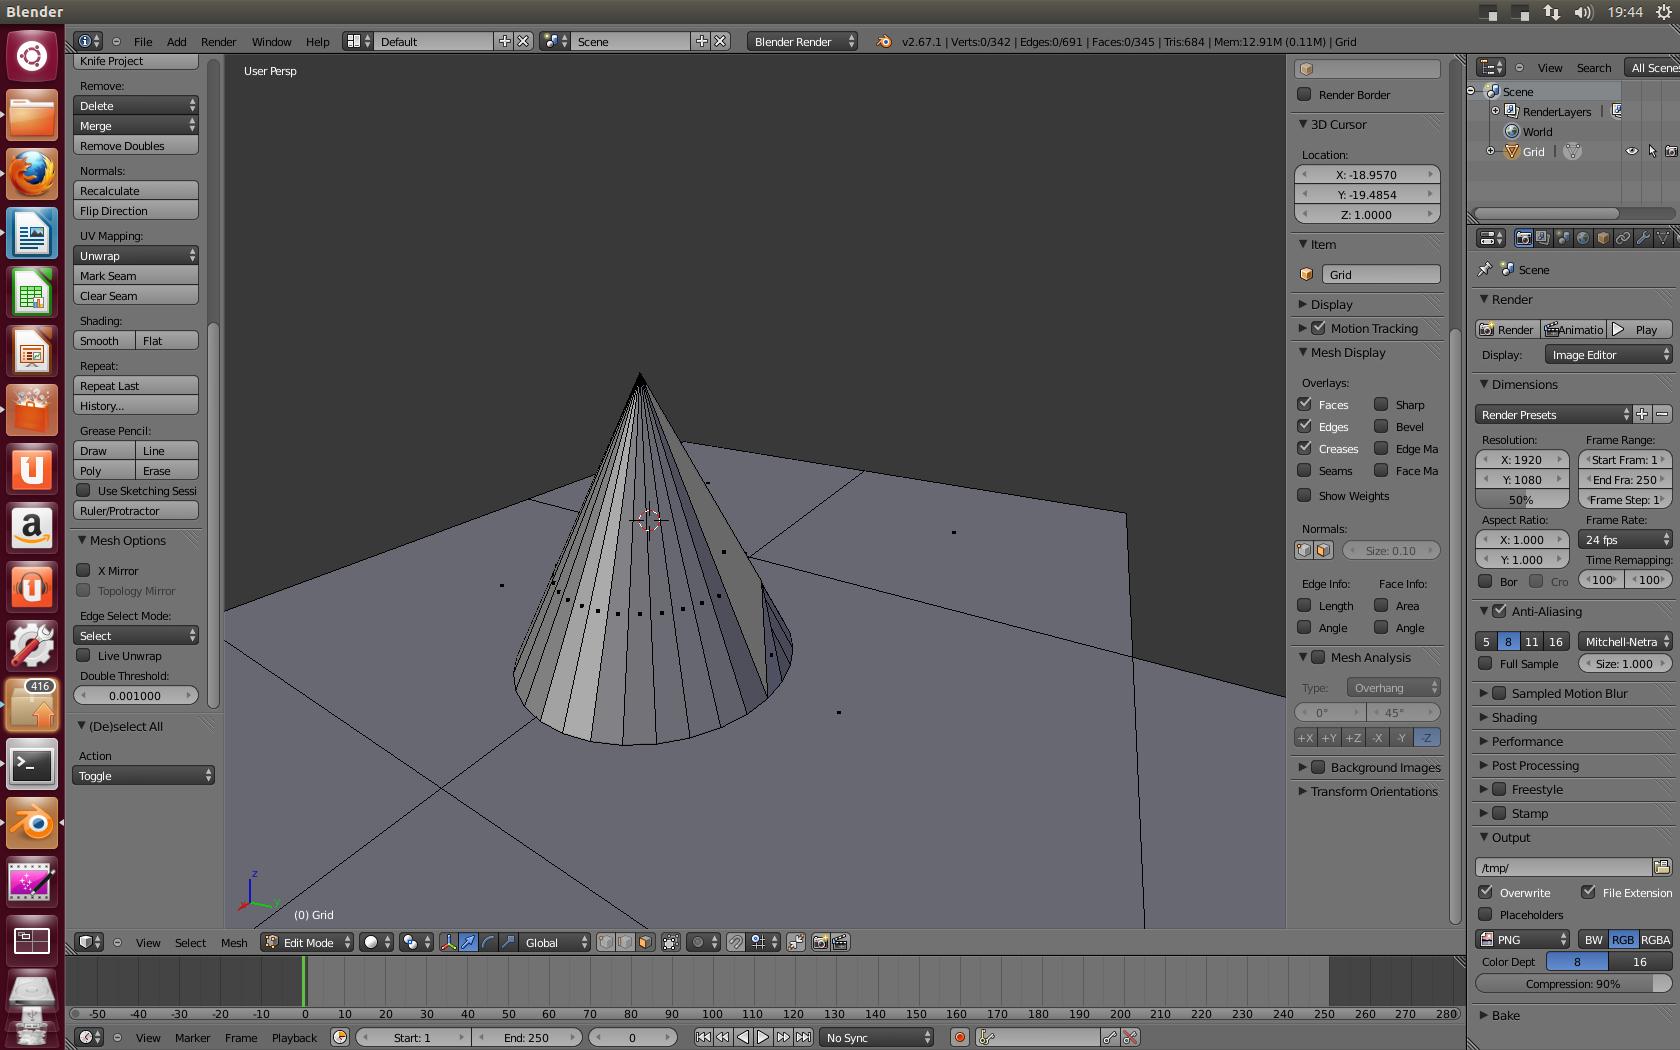 Blender
19:44
File Add Render Window Help
Default
Scene
Blender Render
v2.67.1 | Verts:0/342 | Edges:0/691 | Faces:0/345 | Tris:684 | Mem:12.91M (0.11M) | Grid
Knife Project
Remove:
Delete
Merge
Remove Doubles
Normals:
Recalculate
Flip Direction
UV Mapping:
Unwrap
Mark Seam
Clear Seam
Shading:
Smooth Flat
Repeat:
Repeat Last
History...
Grease Pencil:
Draw Line
Poly Erase
Use Sketching Sessi
Ruler/Protractor
Mesh Options
X Mirror
Topology Mirror
Edge Select Mode:
Select
Live Unwrap
Double Threshold:
0.001000
(De)select All
Action
Toggle
416
User Persp
z
y
x
(0) Grid
Render Border
3D Cursor
Location:
X: -18.9570
Y: -19.4854
Z: 1.0000
Item
Grid
Display
Motion Tracking
Mesh Display
Overlays:
Faces Sharp
Edges Bevel
Creases Edge Ma
Seams Face Ma
Show Weights
Normals:
Size: 0.10
Edge Info: Face Info:
Length Area
Angle Angle
Mesh Analysis
Type: Overhang
0° 45°
+X +Y +Z -X -Y -Z
Background Images
Transform Orientations
View Search All Scene
Scene
RenderLayers |
World
Grid |
Scene
Render
Render Animatio Play
Display: Image Editor
Dimensions
Render Presets
Resolution: Frame Range:
X: 1920 Start Fram: 1
Y: 1080 End Fra: 250
50% Frame Step: 1
Aspect Ratio: Frame Rate:
X: 1.000 24 fps
Y: 1.000 Time Remapping:
Bor Cro 100 100
Anti-Aliasing
5 8 11 16 Mitchell-Netra
Full Sample Size: 1.000
Sampled Motion Blur
Shading
Performance
Post Processing
Freestyle
Stamp
Output
/tmp/
Overwrite File Extension
Placeholders
PNG BW RGB RGBA
Color Dept 8 16
Compression: 90%
Bake
View Select Mesh Edit Mode Global
-50 -40 -30 -20 -10 0 10 20 30 40 50 60 70 80 90 100 110 120 130 140 150 160 170 180 190 200 210 220 230 240 250 260 270 280
View Marker Frame Playback Start: 1 End: 250 0 No Sync